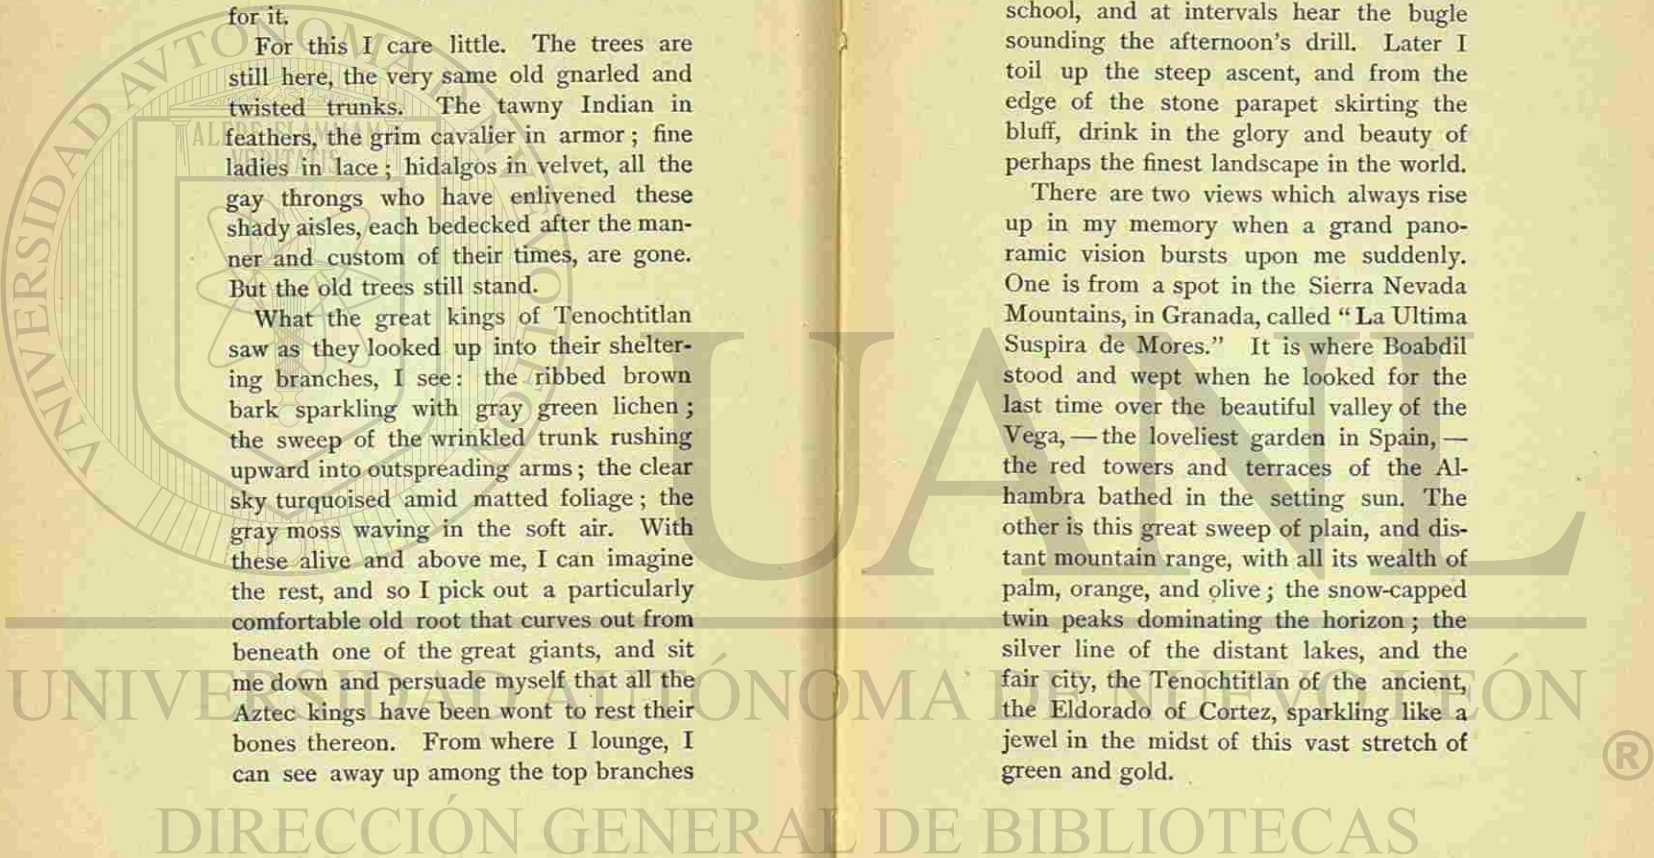 for it.
For this I care little. The trees are
still here, the very same old gnarled and
twisted trunks. The tawny Indian in
feathers, the grim cavalier in armor; fine
ladies in lace; hidalgos in velvet, all the
gay throngs who have enlivened these
shady aisles, each bedecked after the man-
ner and custom of their times, are gone.
But the old trees still stand.
What the great kings of Tenochtitlan
saw as they looked up into their shelter-
ing branches, I see: the ribbed brown
bark sparkling with gray green lichen;
the sweep of the wrinkled trunk rushing
upward into outspreading arms; the clear
sky turquoised amid matted foliage; the
gray moss waving in the soft air. With
these alive and above me, I can imagine
the rest, and so I pick out a particularly
comfortable old root that curves out from
beneath one of the great giants, and sit
me down and persuade myself that all the
Aztec kings have been wont to rest their
bones thereon. From where I lounge, I
can see away up among the top branches
school, and at intervals hear the bugle
sounding the afternoon's drill. Later I
toil up the steep ascent, and from the
edge of the stone parapet skirting the
bluff, drink in the glory and beauty of
perhaps the finest landscape in the world.
There are two views which always rise
up in my memory when a grand pano-
ramic vision bursts upon me suddenly.
One is from a spot in the Sierra Nevada
Mountains, in Granada, called "La Ultima
Suspira de Mores." It is where Boabdil
stood and wept when he looked for the
last time over the beautiful valley of the
Vega, — the loveliest garden in Spain, —
the red towers and terraces of the Al-
hambra bathed in the setting sun. The
other is this great sweep of plain, and dis-
tant mountain range, with all its wealth of
palm, orange, and olive; the snow-capped
twin peaks dominating the horizon; the
silver line of the distant lakes, and the
fair city, the Tenochtitlan of the ancient,
the Eldorado of Cortez, sparkling like a
jewel in the midst of this vast stretch of
green and gold.
UNIVERSIDAD AVTÓNOMA DE NVEVO LEÓN
ALERE FLAMMAM
VERITATIS
UANL
UNIVERSIDAD AUTÓNOMA DE NUEVO LEÓN
®
DIRECCIÓN GENERAL DE BIBLIOTECAS